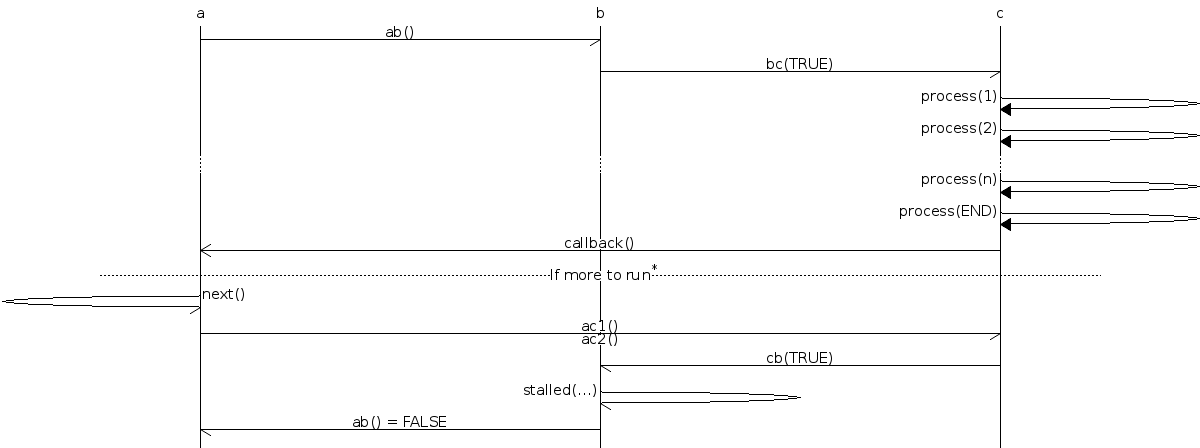 a b c
ab()
bc(TRUE)
process(1)
process(2)
process(n)
process(END)
callback()
If more to run*
next()
ac1()
ac2()
cb(TRUE)
stalled(...)
ab() = FALSE